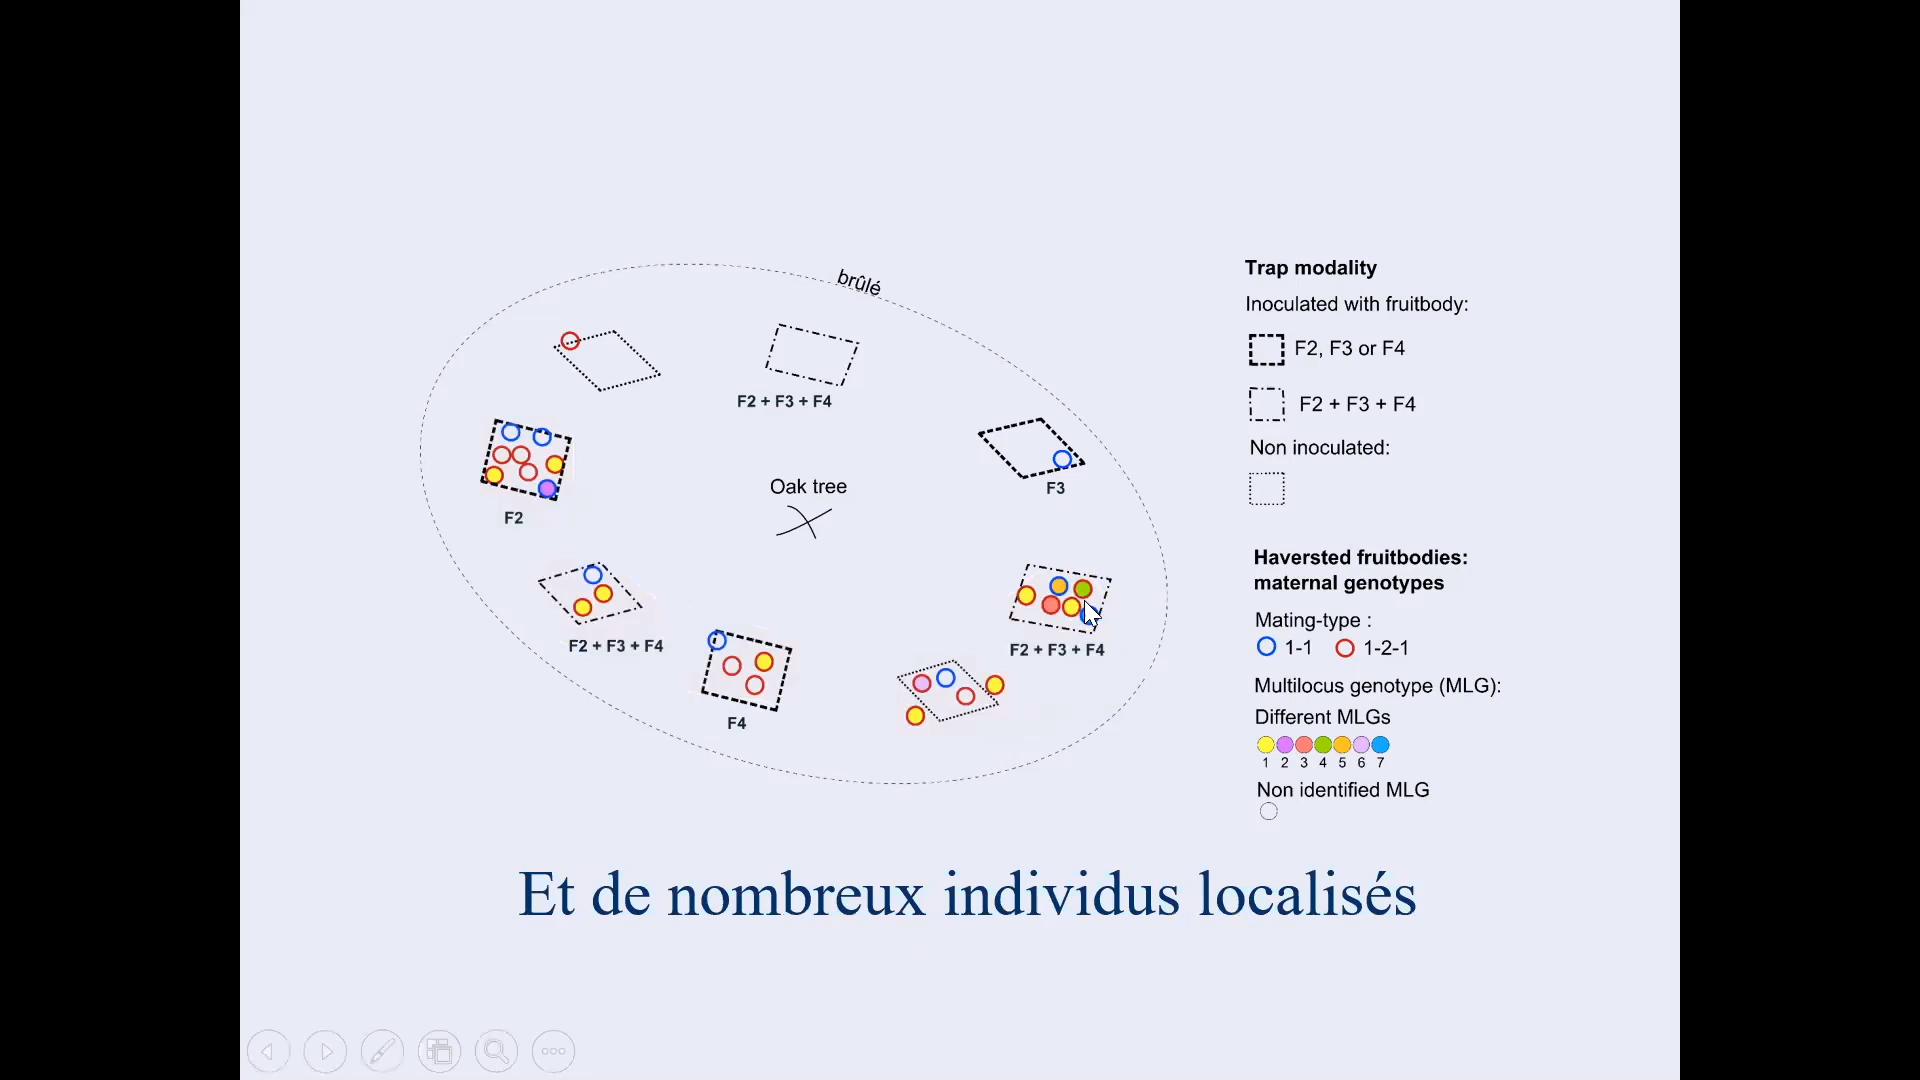 brûlé
F2 + F3 + F4
F3
Oak tree
F2
F2 + F3 + F4
F4
F2 + F3 + F4
Trap modality
Inoculated with fruitbody:
F2, F3 or F4
F2 + F3 + F4
Non inoculated:
Haversted fruitbodies:
maternal genotypes
Mating-type :
1-1 1-2-1
Multilocus genotype (MLG):
Different MLGs
1 2 3 4 5 6 7
Non identified MLG
Et de nombreux individus localisés